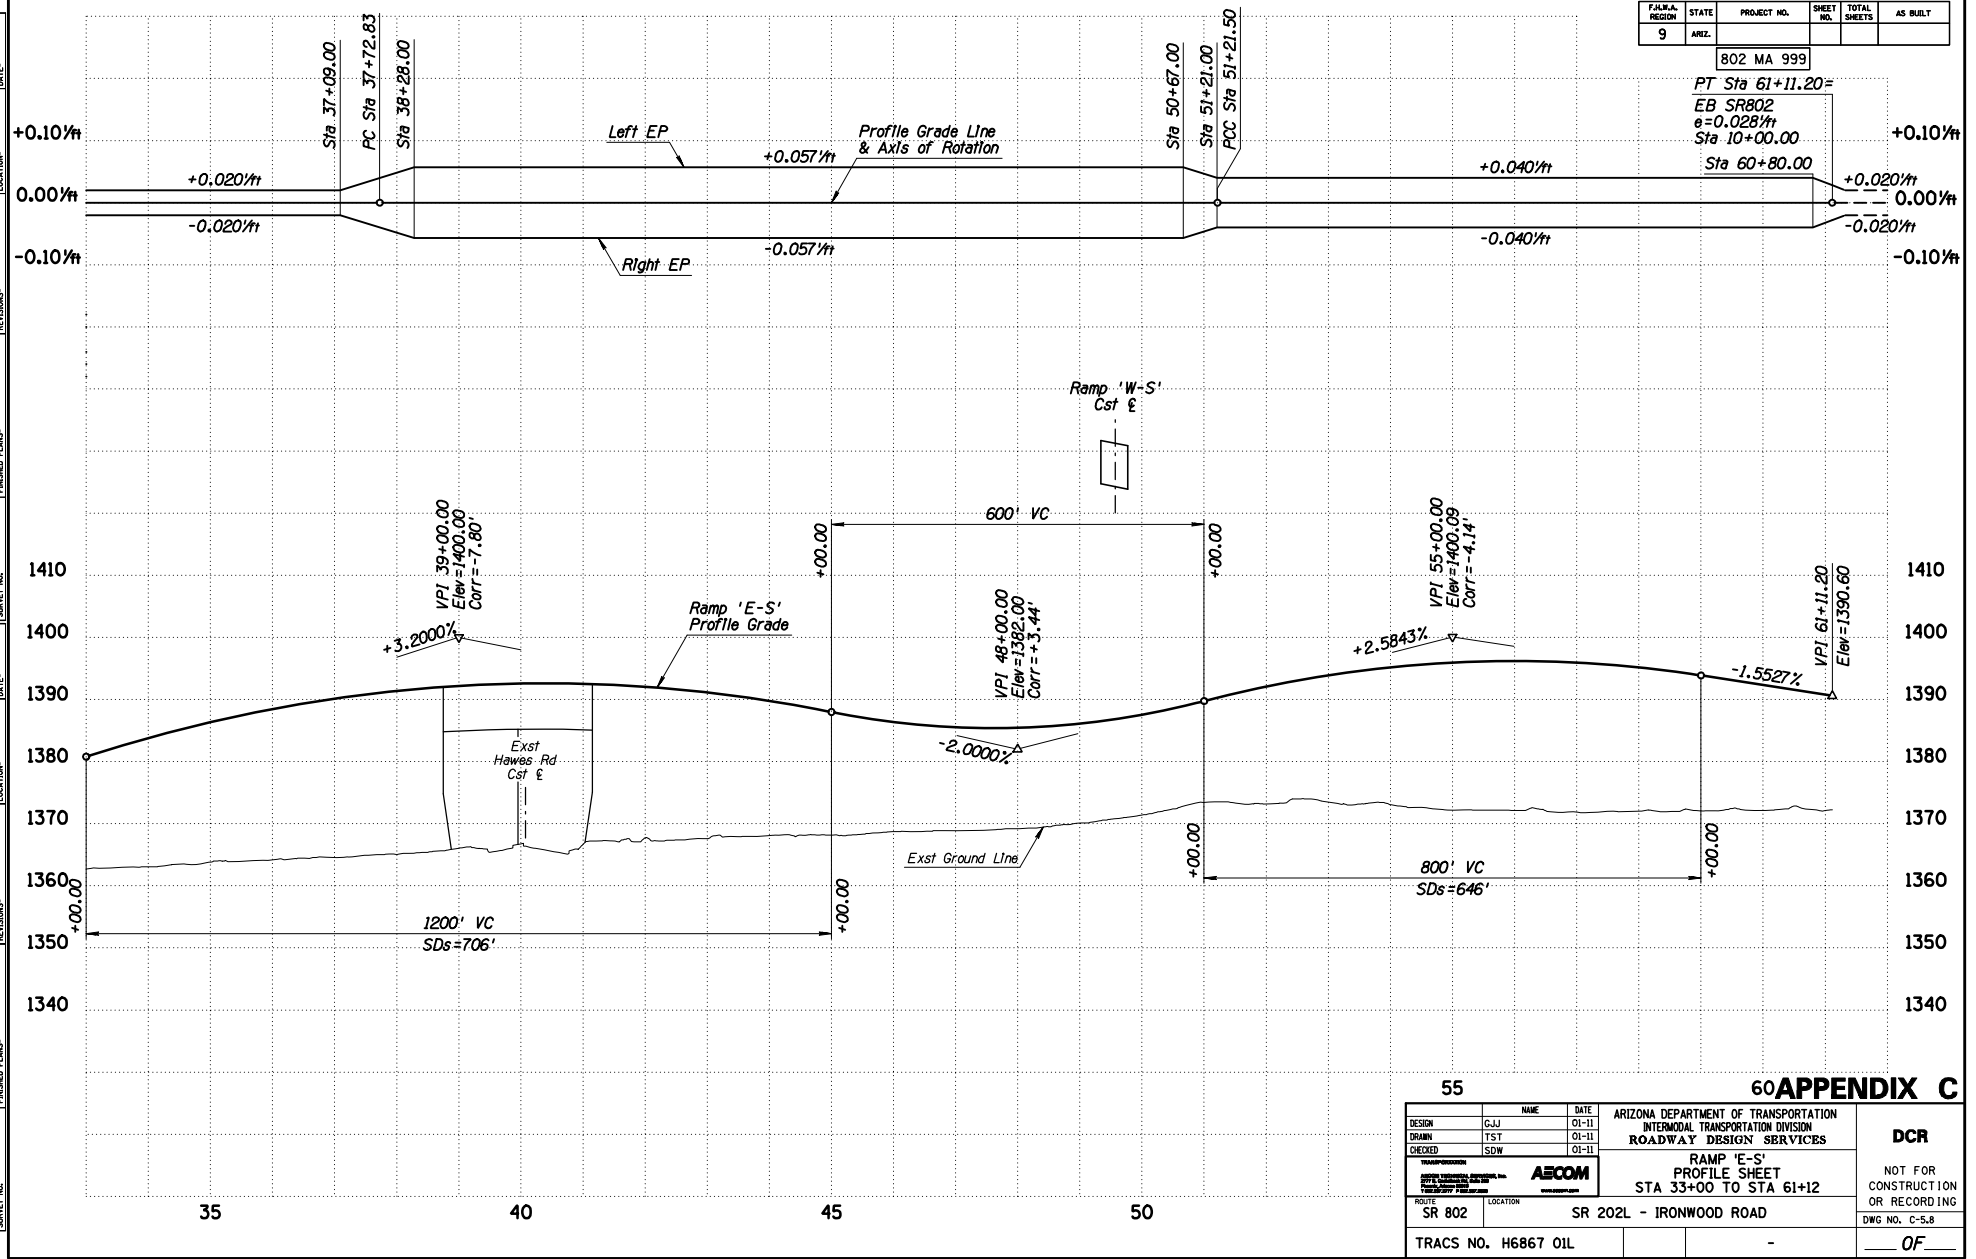 F.H.W.A. REGION
STATE
PROJECT NO.
SHEET NO.
TOTAL SHEETS
AS BUILT
9
ARIZ.
802 MA 999
PT Sta 61+11.20=
EB SR802
e=0.028'/ft
Sta 10+00.00
Sta 60+80.00
Sta 37+09.00
PC Sta 37+72.83
Sta 38+28.00
Sta 50+67.00
Sta 51+21.00
PCC Sta 51+21.50
+0.10'/ft
0.00'/ft
-0.10'/ft
+0.10'/ft
0.00'/ft
-0.10'/ft
Left EP
Profile Grade Line
& Axis of Rotation
+0.020'/ft
+0.057'/ft
+0.040'/ft
+0.020'/ft
-0.020'/ft
-0.057'/ft
-0.040'/ft
-0.020'/ft
Right EP
Ramp 'W-S'
Cst ℄
600' VC
+00.00
+00.00
VPI 39+00.00
Elev=1400.00
Corr=-7.80'
+3.2000%
Ramp 'E-S'
Profile Grade
VPI 48+00.00
Elev=1382.00
Corr=+3.44'
-2.0000%
VPI 55+00.00
Elev=1400.09
Corr=-4.14'
+2.5843%
-1.5527%
VPI 61+11.20
Elev=1390.60
1410
1400
1390
1380
1370
1360
1350
1340
1410
1400
1390
1380
1370
1360
1350
1340
Exst
Hawes Rd
Cst ℄
Exst Ground Line
+00.00
+00.00
800' VC
SDs=646'
+00.00
+00.00
1200' VC
SDs=706'
35
40
45
50
55
60
APPENDIX C
NAME
DATE
DESIGN GJJ 01-11
DRAWN TST 01-11
CHECKED SDW 01-11
ARIZONA DEPARTMENT OF TRANSPORTATION
INTERMODAL TRANSPORTATION DIVISION
ROADWAY DESIGN SERVICES
DCR
AECOM
RAMP 'E-S'
PROFILE SHEET
STA 33+00 TO STA 61+12
NOT FOR
CONSTRUCTION
OR RECORDING
ROUTE
SR 802
LOCATION
SR 202L - IRONWOOD ROAD
DWG NO. C-5.8
TRACS NO. H6867 01L
-
OF